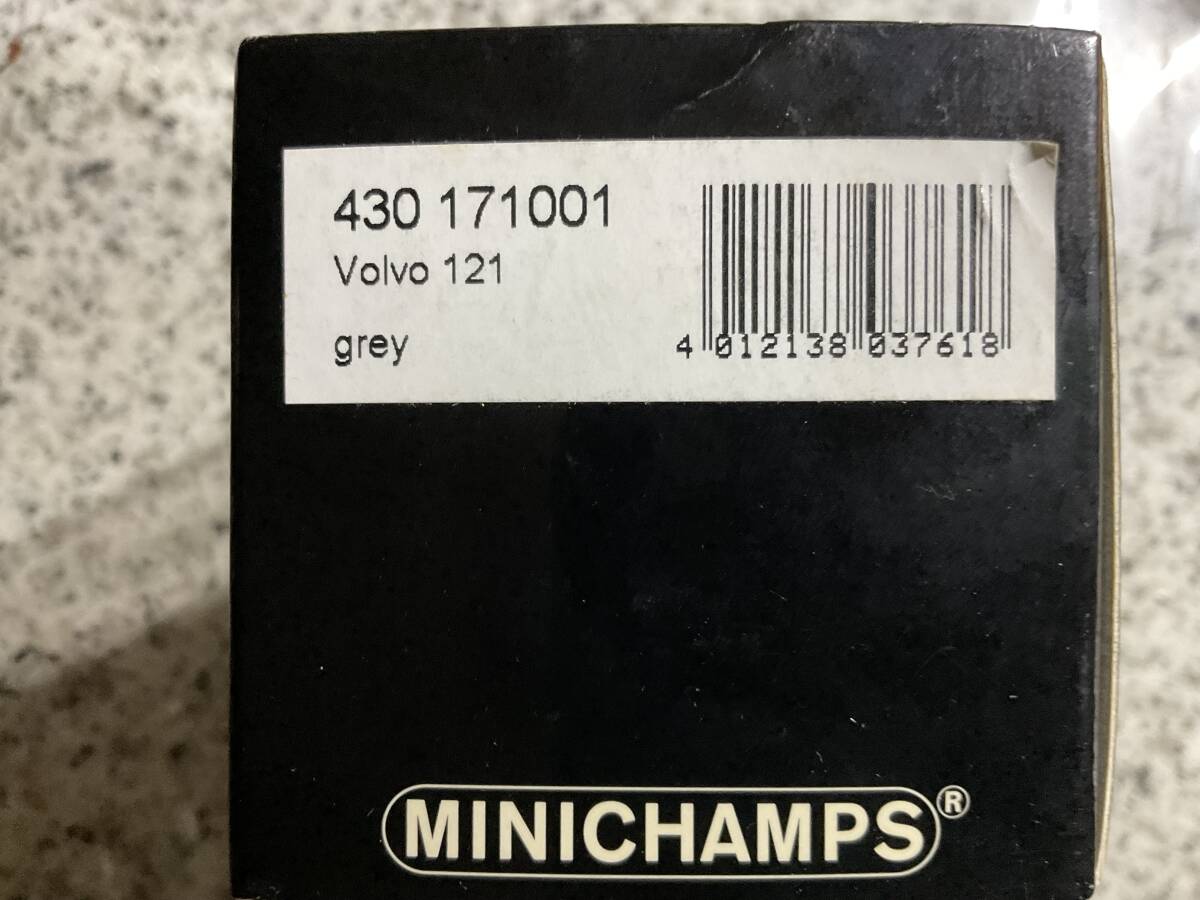 430 171001
Volvo 121
grey
4 012138 037618
MINICHAMPS®